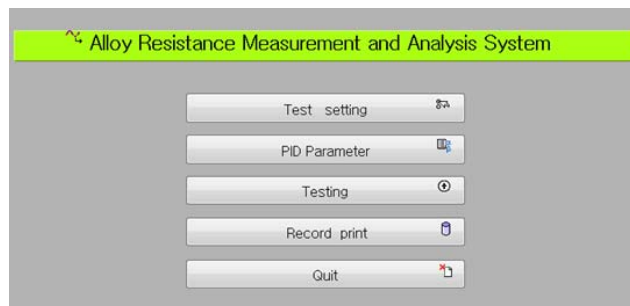 Alloy Resistance Measurement and Analysis System
Test setting
PID Parameter
Testing
Record print
Quit